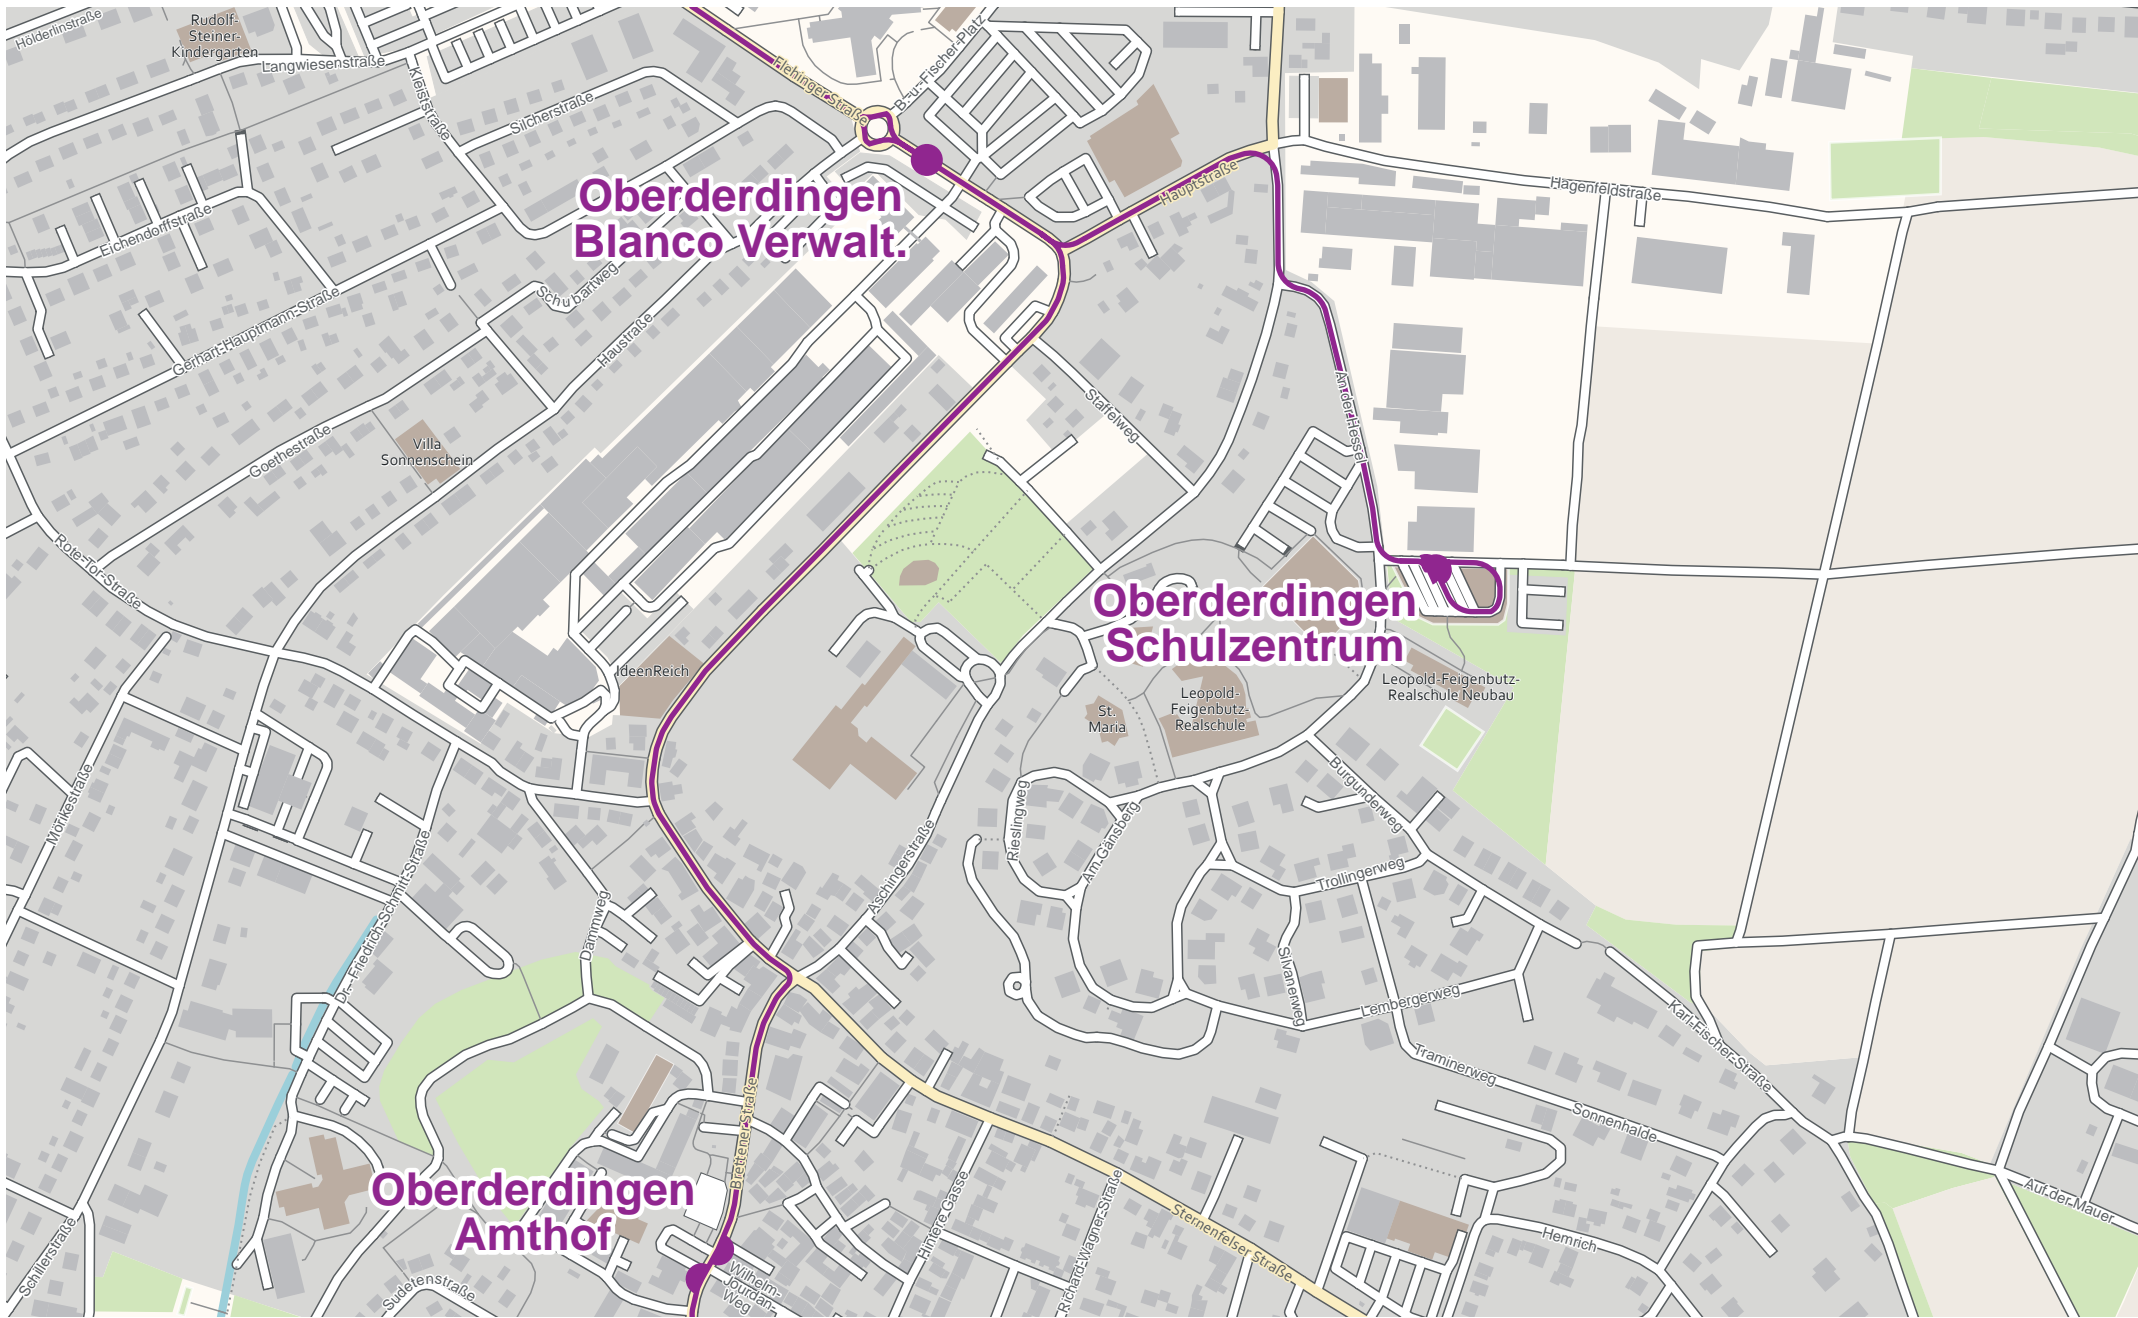 Hölderlinstraße
Rudolf-
Steiner-
Kindergarten
Langwiesenstraße
Kleiststraße
Silcherstraße
Flehinger Straße
B.-u.-Fischer-Platz
Oberderdingen
Blanco Verwalt.
Hauptstraße
Hagenfeldstraße
Eichendorffstraße
Gerhart-Hauptmann-Straße
Schubartweg
Haustraße
Goethestraße
Villa
Sonnenschein
Staffelweg
An der Hessel
Rote-Tor-Straße
Oberderdingen
Schulzentrum
IdeenReich
Leopold-Feigenbutz-
Realschule Neubau
Leopold-
Feigenbutz-
Realschule
St.
Maria
Mörikestraße
Burgunderweg
Rieslingweg
Am Gänsberg
Aschingerstraße
Trollingerweg
Dr.-Friedrich-Schmitt-Straße
Dammweg
Silvanerweg
Lembergerweg
Karl-Fischer-Straße
Traminerweg
Sonnenhalde
Brettener Straße
Oberderdingen
Amthof
Hintere Gasse
Richard-Wagner-Straße
Sternenfelser Straße
Hemrich
Auf der Mauer
Schillerstraße
Sudetenstraße
Wilhelm-
Jourdan-
Weg